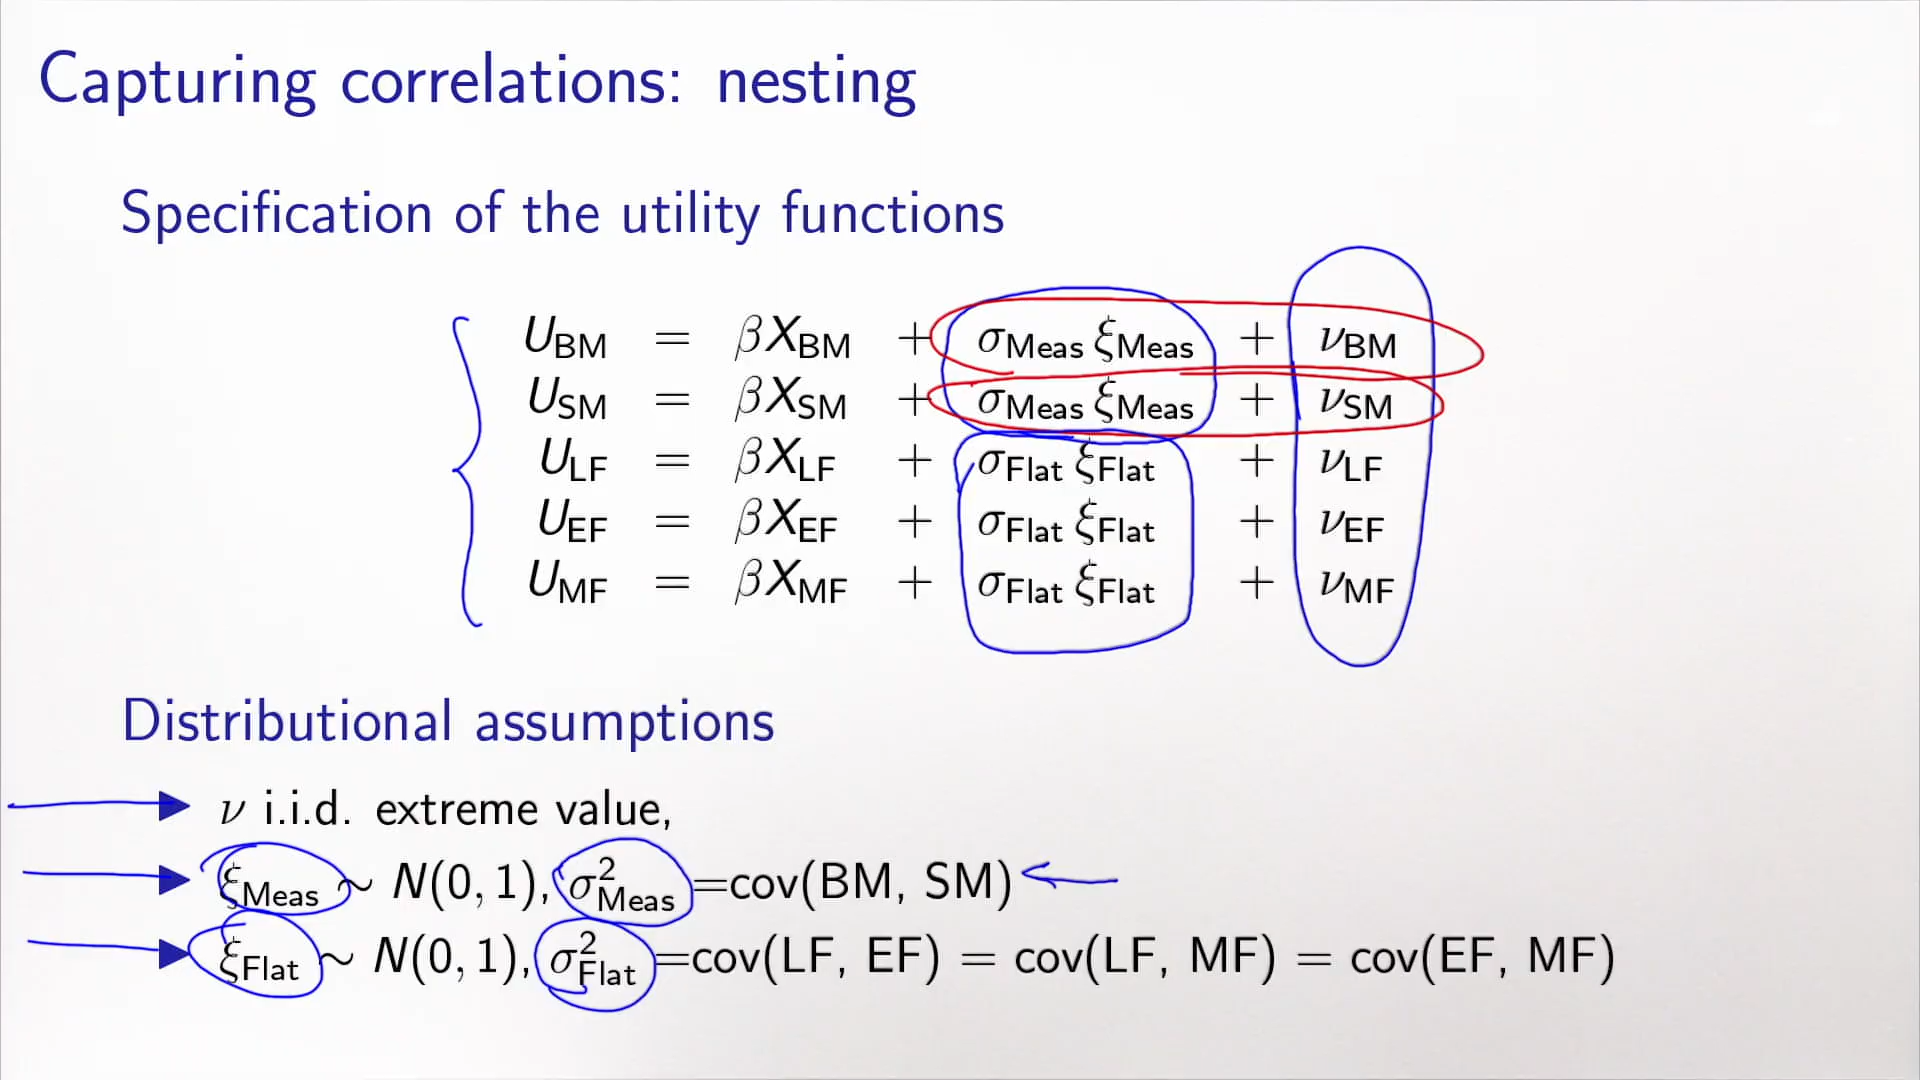 Capturing correlations: nesting
Specification of the utility functions
U_BM = βX_BM + σ_Meas ξ_Meas + ν_BM
U_SM = βX_SM + σ_Meas ξ_Meas + ν_SM
U_LF = βX_LF + σ_Flat ξ_Flat + ν_LF
U_EF = βX_EF + σ_Flat ξ_Flat + ν_EF
U_MF = βX_MF + σ_Flat ξ_Flat + ν_MF
Distributional assumptions
▶ ν i.i.d. extreme value,
▶ ξ_Meas ~ N(0, 1), σ²_Meas =cov(BM, SM)
▶ ξ_Flat ~ N(0, 1), σ²_Flat =cov(LF, EF) = cov(LF, MF) = cov(EF, MF)